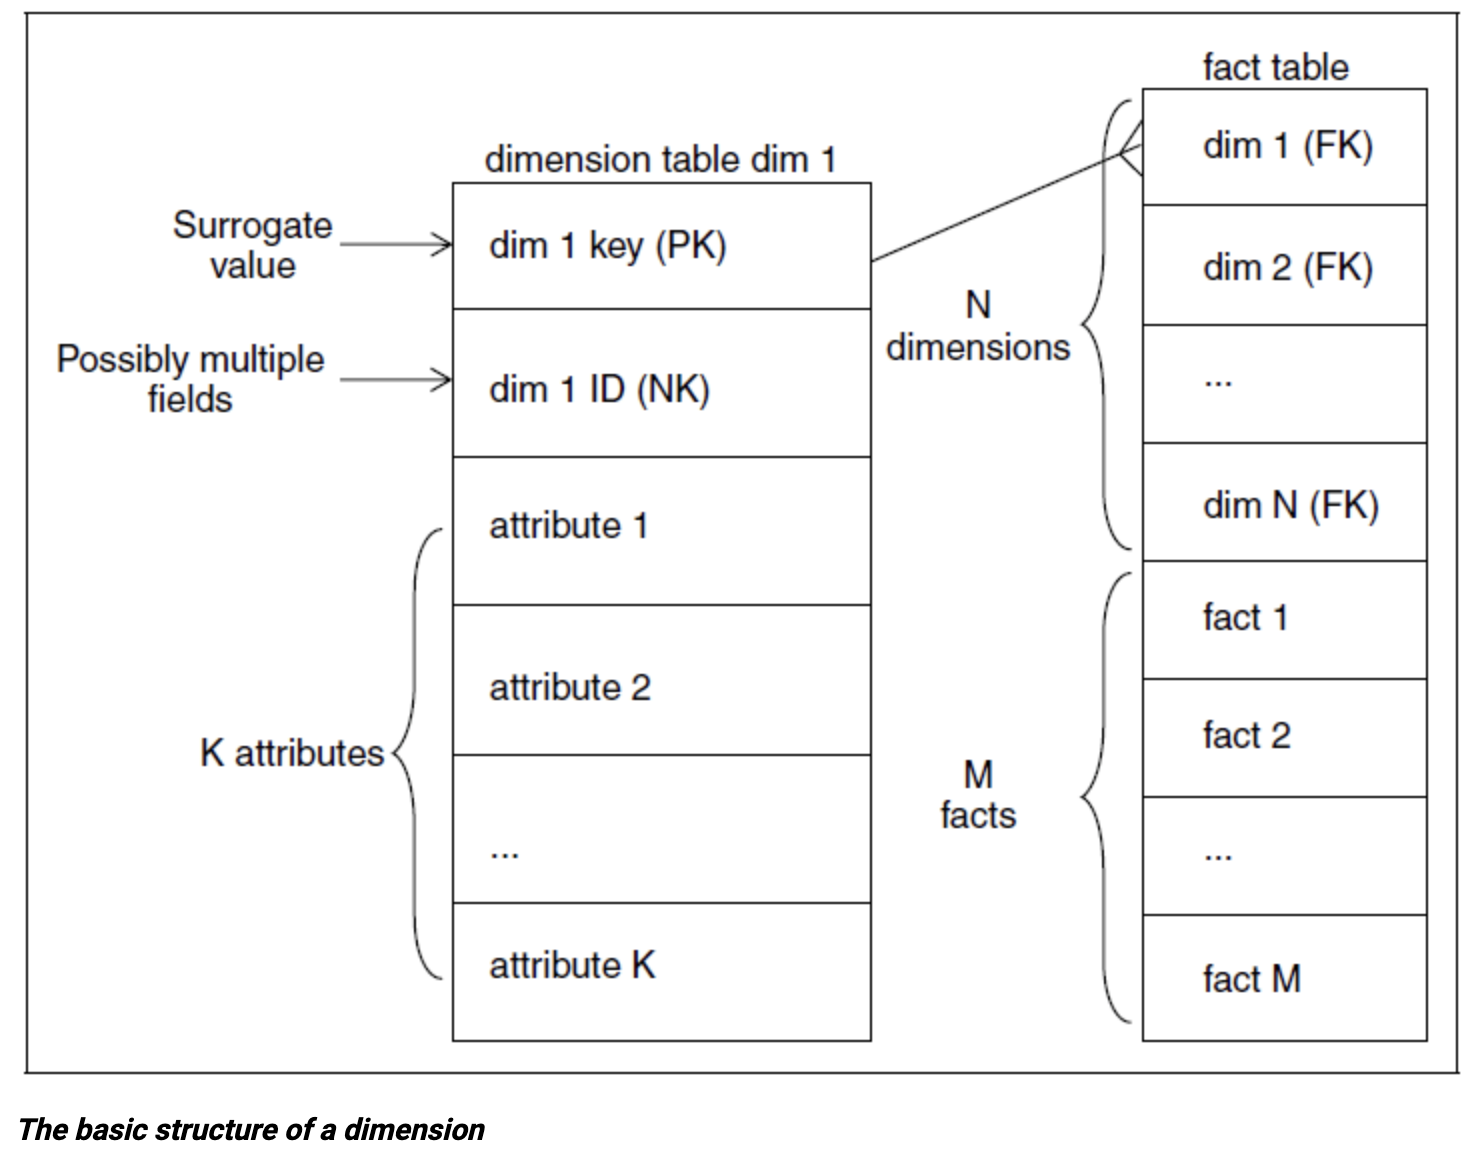 fact table
dimension table dim 1
Surrogate
value
dim 1 key (PK)
Possibly multiple
fields
dim 1 ID (NK)
attribute 1
attribute 2
...
attribute K
K attributes
N
dimensions
dim 1 (FK)
dim 2 (FK)
...
dim N (FK)
M
facts
fact 1
fact 2
...
fact M
The basic structure of a dimension